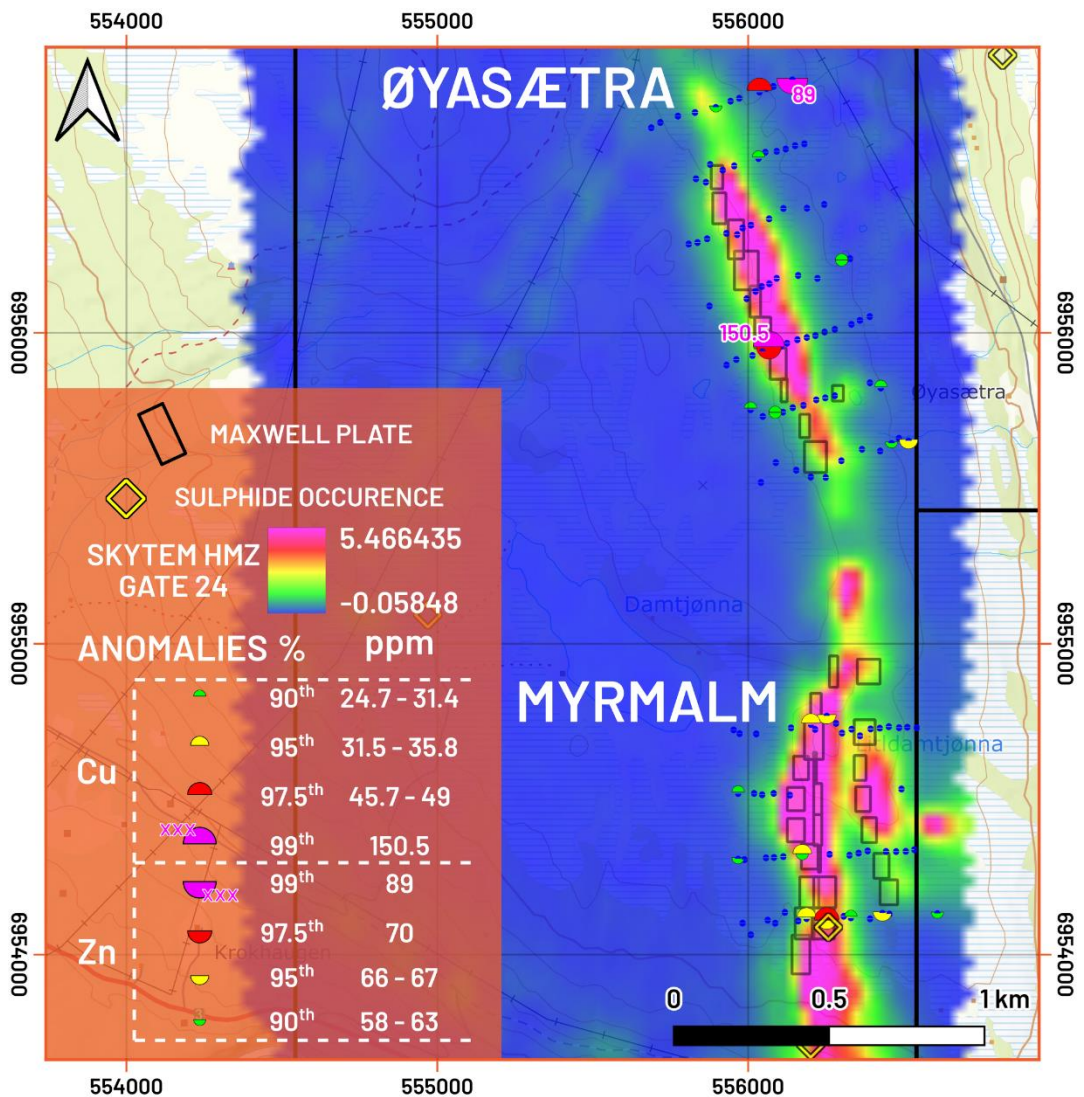 554000 555000 556000
ØYASÆTRA
89
6956000
150.5
6956000
Øyasætra
MAXWELL PLATE
SULPHIDE OCCURENCE
SKYTEM HMZ
GATE 24
5.466435
-0.05848
Damtjønna
6955000
6955000
ANOMALIES % ppm
MYRMALM
Litldamtjønna
Cu
90th 24.7 - 31.4
95th 31.5 - 35.8
97.5th 45.7 - 49
XXX
99th 150.5
Zn
99th 89
XXX
97.5th 70
Krokhaugen
95th 66 - 67
90th 58 - 63
6954000
6954000
0 0.5 1 km
554000 555000 556000